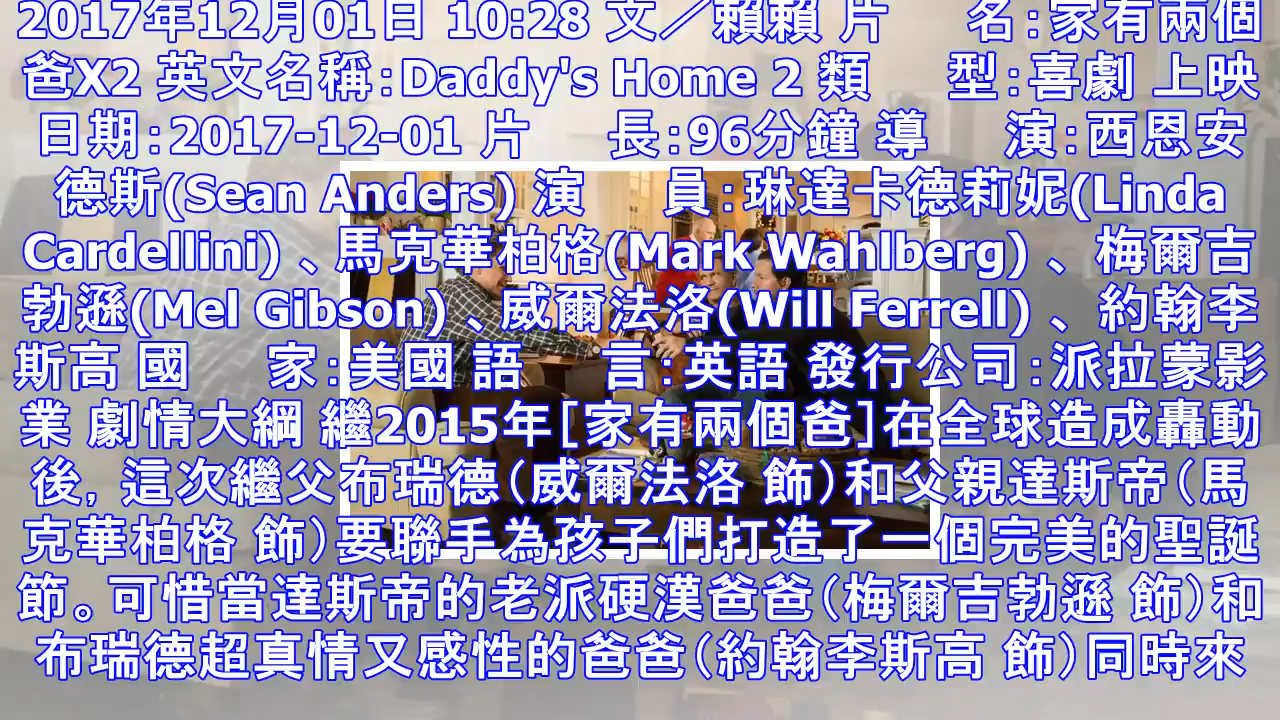 2017年12月01日 10:28 文／賴賴 片　　名：家有兩個
爸X2 英文名稱：Daddy's Home 2 類　　型：喜劇 上映
日期：2017-12-01 片　　長：96分鐘 導　　演：西恩安
德斯(Sean Anders) 演　　員：琳達卡德莉妮(Linda
Cardellini) 、馬克華柏格(Mark Wahlberg) 、梅爾吉
勃遜(Mel Gibson) 、威爾法洛(Will Ferrell) 、約翰李
斯高 國　　家：美國 語　　言：英語 發行公司：派拉蒙影
業 劇情大綱 繼2015年［家有兩個爸］在全球造成轟動
後，這次繼父布瑞德（威爾法洛 飾）和父親達斯帝（馬
克華柏格 飾）要聯手為孩子們打造了一個完美的聖誕
節。可惜當達斯帝的老派硬漢爸爸（梅爾吉勃遜 飾）和
布瑞德超真情又感性的爸爸（約翰李斯高 飾）同時來